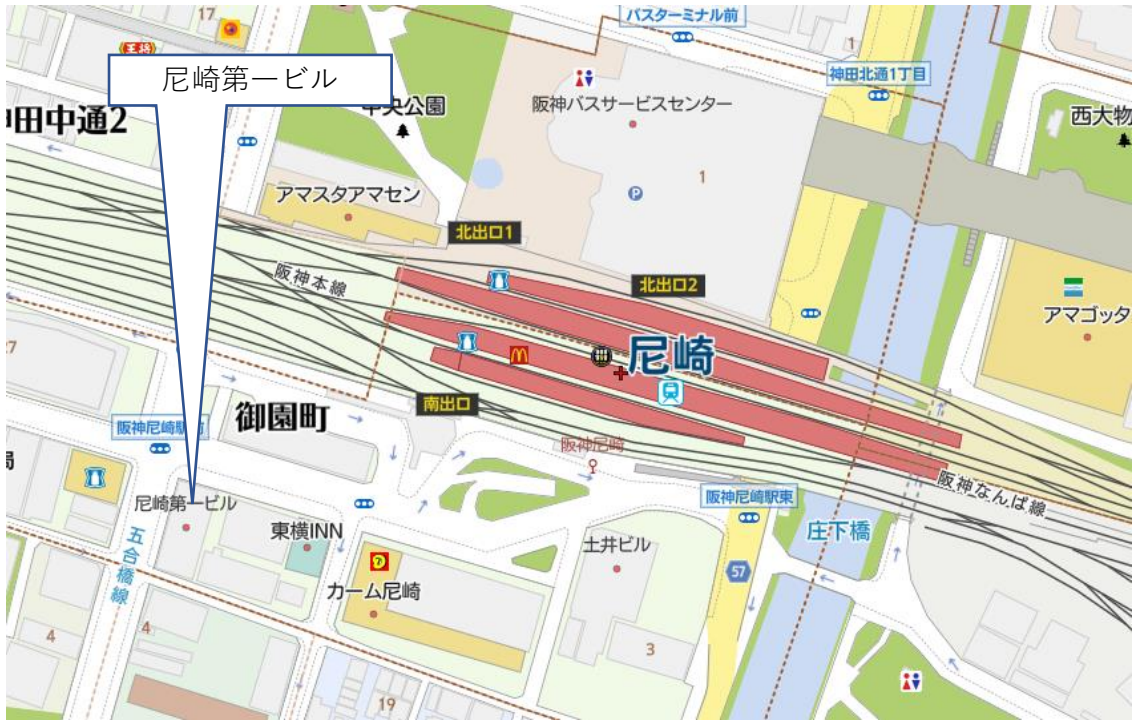 バスターミナル前
17
1
王将
尼崎第一ビル
神田北通1丁目
阪神バスサービスセンター
中央公園
西大物
田中通2
1
P
アマスタアマセン
北出口1
阪神本線
北出口2
アマゴッタ
尼崎
南出口
御園町
阪神尼崎
阪神なんば線
阪神尼崎駅東
尼崎第一ビル
東横INN
庄下橋
土井ビル
五合橋線
57
カーム尼崎
4
4
3
19